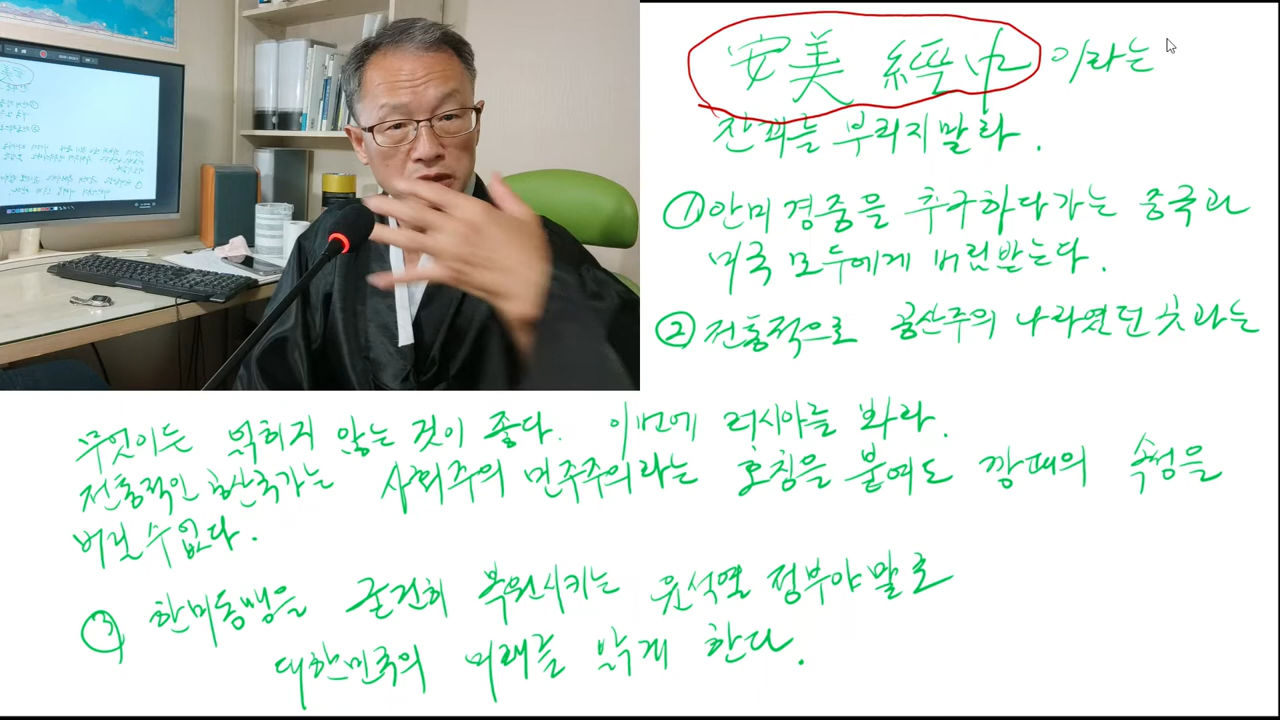 安美 經中 이라는
잔꾀를 부리지말라.
① 안미경중을 추구하다가는 중국과
미국 모두에게 버림받는다.
② 전통적으로 공산주의 나라였던 것과는
무엇이든 얽히지 않는 것이 좋다. 이번에 러시아를 봐라.
전통적인 공산국가는 사회주의 민주주의라는 호칭을 붙여도 깡패의 속성을
버릴 수 없다.
③ 한미동맹을 굳건히 복원시키는 윤석열 정부야말로
대한민국의 미래를 밝게 한다.